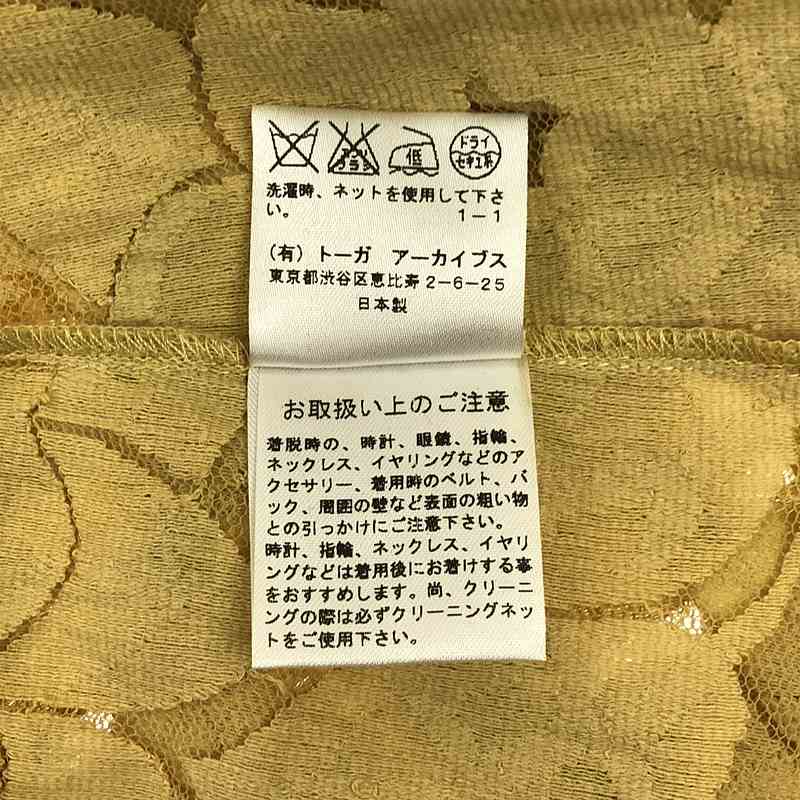 エンソ
サラシ
低
ドライ
セキユ系
洗濯時、ネットを使用して下さ
い。 1−1
(有)トーガ アーカイブス
東京都渋谷区恵比寿2−6−25
日本製
お取扱い上のご注意
着脱時の、時計、眼鏡、指輪、
ネックレス、イヤリングなどのア
クセサリー、着用時のベルト、バ
ック、周囲の壁など表面の粗い物
との引っかけにご注意下さい。
時計、指輪、ネックレス、イヤリ
ングなどは着用後にお着けする事
をおすすめします。尚、クリーニ
ングの際は必ずクリーニングネッ
トをご使用下さい。